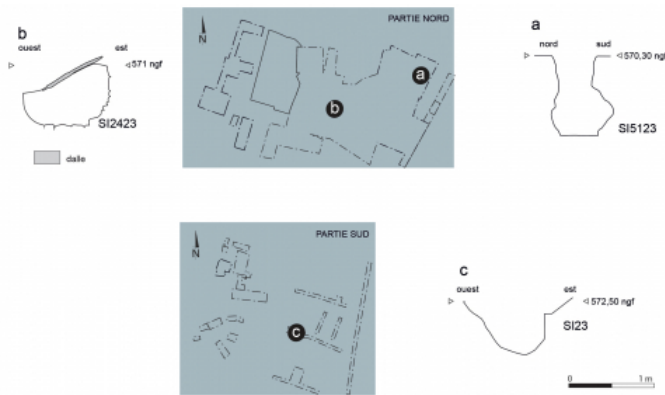 b
ouest est
571 ngf
SI2423
dalle
PARTIE NORD
N
a
b
a
nord sud
570,30 ngf
SI5123
PARTIE SUD
N
c
c
ouest est
572,50 ngf
SI23
0 1 m